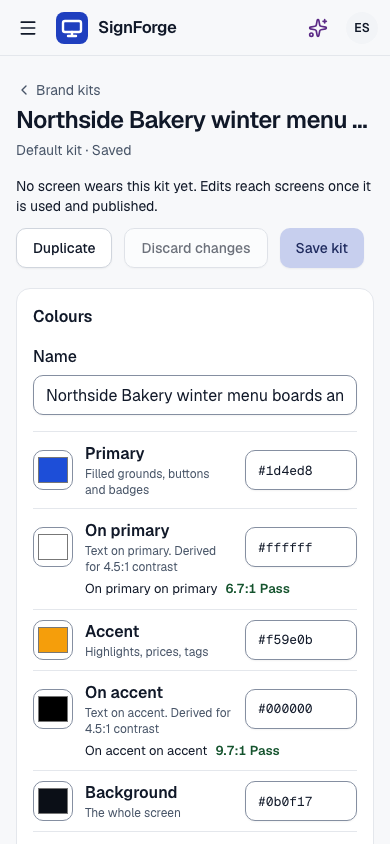 SignForge
ES
Brand kits
Northside Bakery winter menu ...
Default kit · Saved
No screen wears this kit yet. Edits reach screens once it
is used and published.
Duplicate
Discard changes
Save kit
Colours
Name
Northside Bakery winter menu boards an
Primary
Filled grounds, buttons
and badges
#1d4ed8
On primary
Text on primary. Derived
for 4.5:1 contrast
#ffffff
On primary on primary 6.7:1 Pass
Accent
Highlights, prices, tags
#f59e0b
On accent
Text on accent. Derived for
4.5:1 contrast
#000000
On accent on accent 9.7:1 Pass
Background
The whole screen
#0b0f17